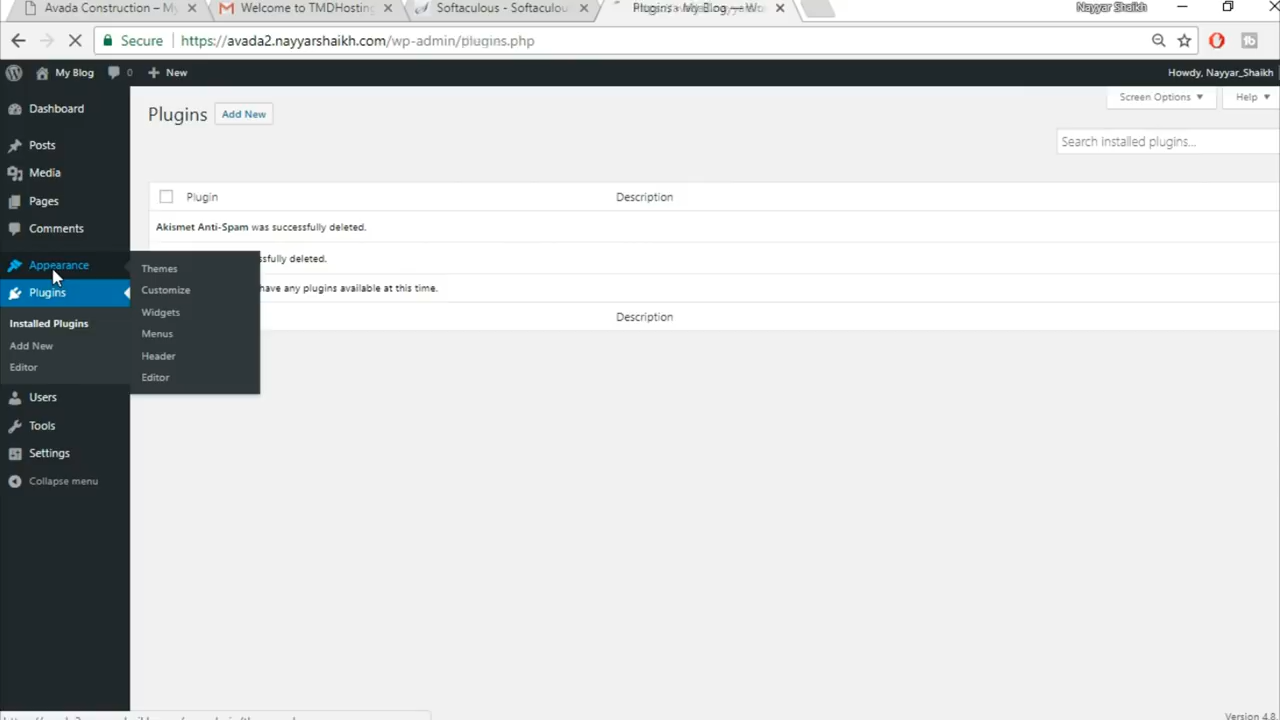 Avada Construction – My
Welcome to TMDHosting
Softaculous - Softaculou
Plugins ‹ My Blog — Wo
Nayyar Shaikh
Secure
https://avada2.nayyarshaikh.com/wp-admin/plugins.php
My Blog
0
New
Howdy, Nayyar_Shaikh
Dashboard
Posts
Media
Pages
Comments
Appearance
Plugins
Installed Plugins
Add New
Editor
Users
Tools
Settings
Collapse menu
Themes
Customize
Widgets
Menus
Header
Editor
Plugins
Add New
Screen Options
Help
Search installed plugins...
Plugin
Description
Akismet Anti-Spam was successfully deleted.
ssfully deleted.
have any plugins available at this time.
Description
Version 4.8